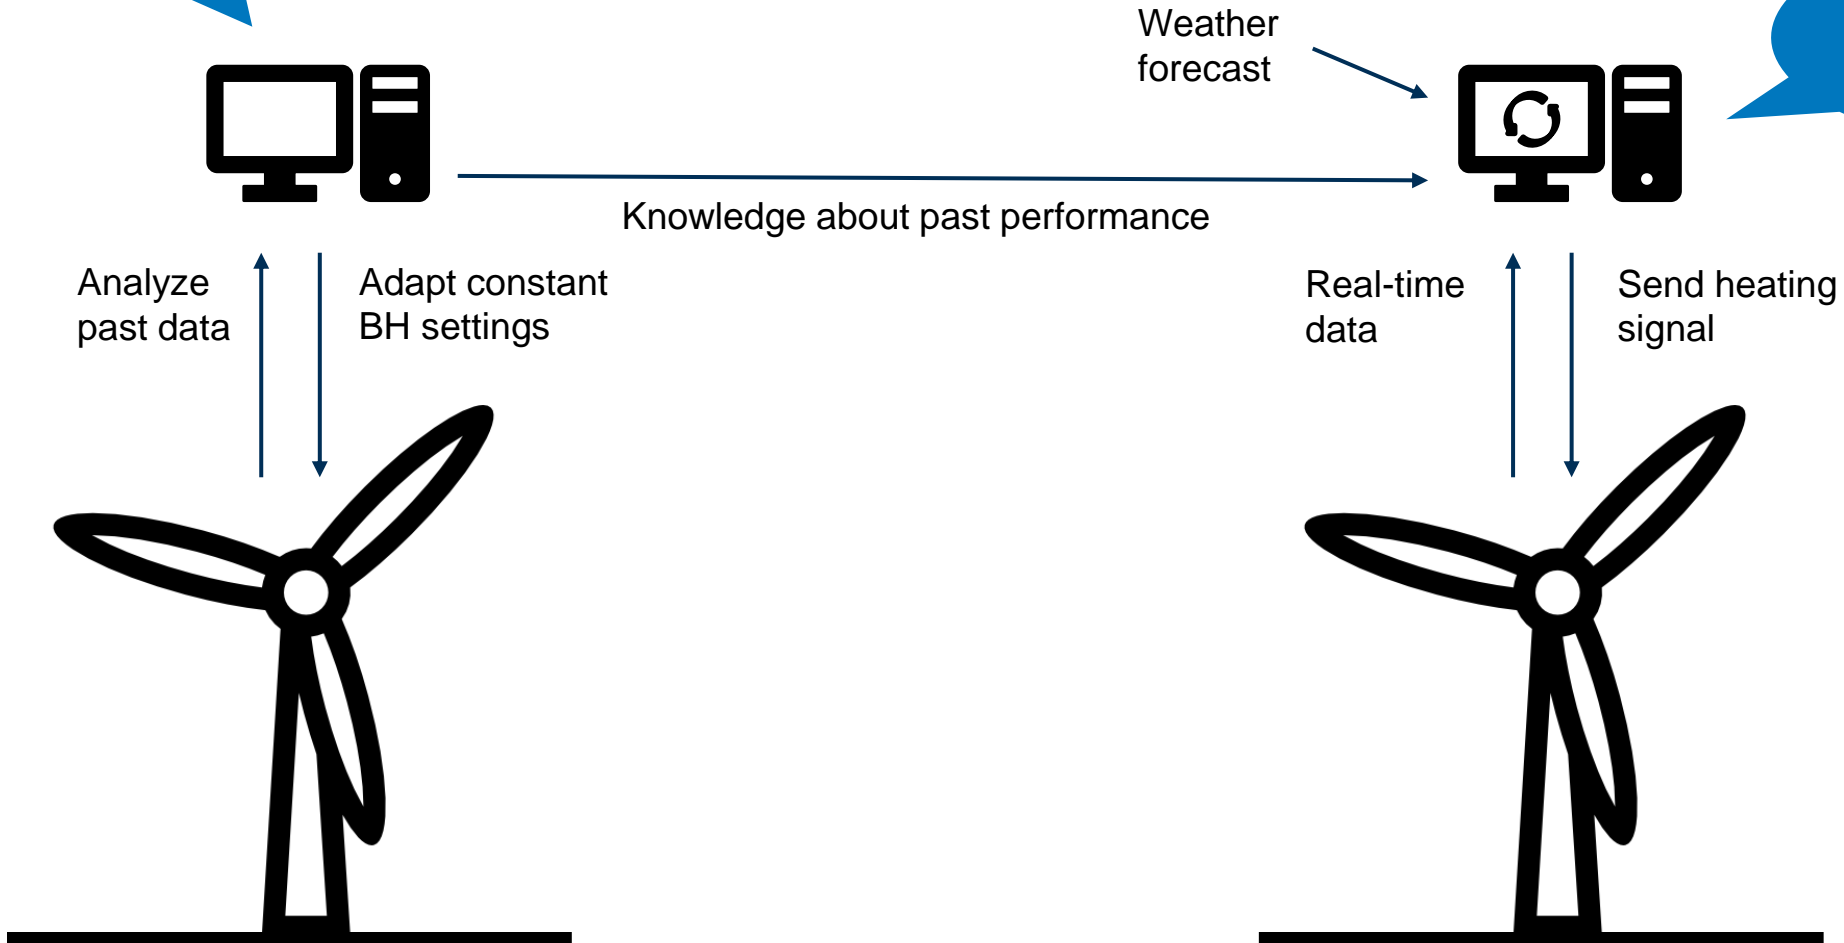 Weather
forecast
Knowledge about past performance
Analyze
past data
Adapt constant
BH settings
Real-time
data
Send heating
signal